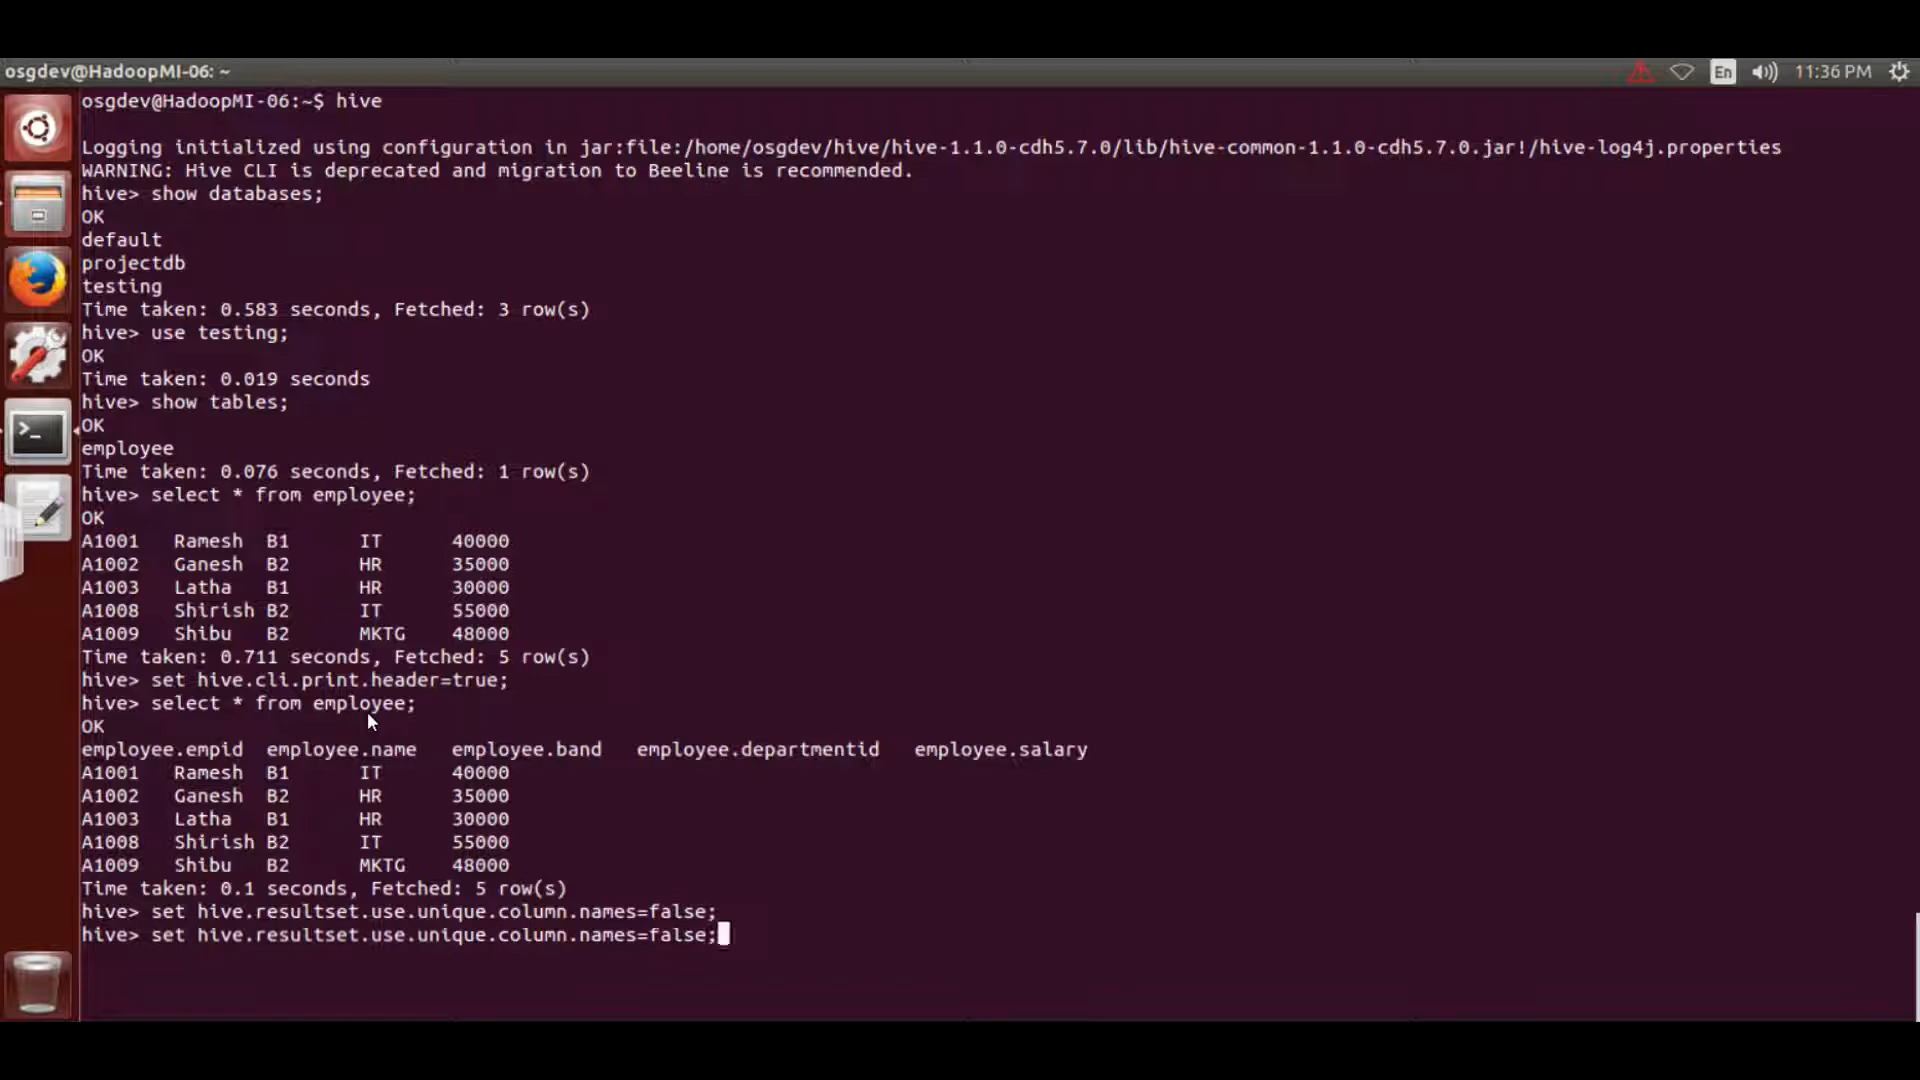 osgdev@HadoopMI-06: ~
En
11:36 PM
osgdev@HadoopMI-06:~$ hive
Logging initialized using configuration in jar:file:/home/osgdev/hive/hive-1.1.0-cdh5.7.0/lib/hive-common-1.1.0-cdh5.7.0.jar!/hive-log4j.properties
WARNING: Hive CLI is deprecated and migration to Beeline is recommended.
hive> show databases;
OK
default
projectdb
testing
Time taken: 0.583 seconds, Fetched: 3 row(s)
hive> use testing;
OK
Time taken: 0.019 seconds
hive> show tables;
OK
employee
Time taken: 0.076 seconds, Fetched: 1 row(s)
hive> select * from employee;
OK
A1001 Ramesh B1 IT 40000
A1002 Ganesh B2 HR 35000
A1003 Latha B1 HR 30000
A1008 Shirish B2 IT 55000
A1009 Shibu B2 MKTG 48000
Time taken: 0.711 seconds, Fetched: 5 row(s)
hive> set hive.cli.print.header=true;
hive> select * from employee;
OK
employee.empid employee.name employee.band employee.departmentid employee.salary
A1001 Ramesh B1 IT 40000
A1002 Ganesh B2 HR 35000
A1003 Latha B1 HR 30000
A1008 Shirish B2 IT 55000
A1009 Shibu B2 MKTG 48000
Time taken: 0.1 seconds, Fetched: 5 row(s)
hive> set hive.resultset.use.unique.column.names=false;
hive> set hive.resultset.use.unique.column.names=false;